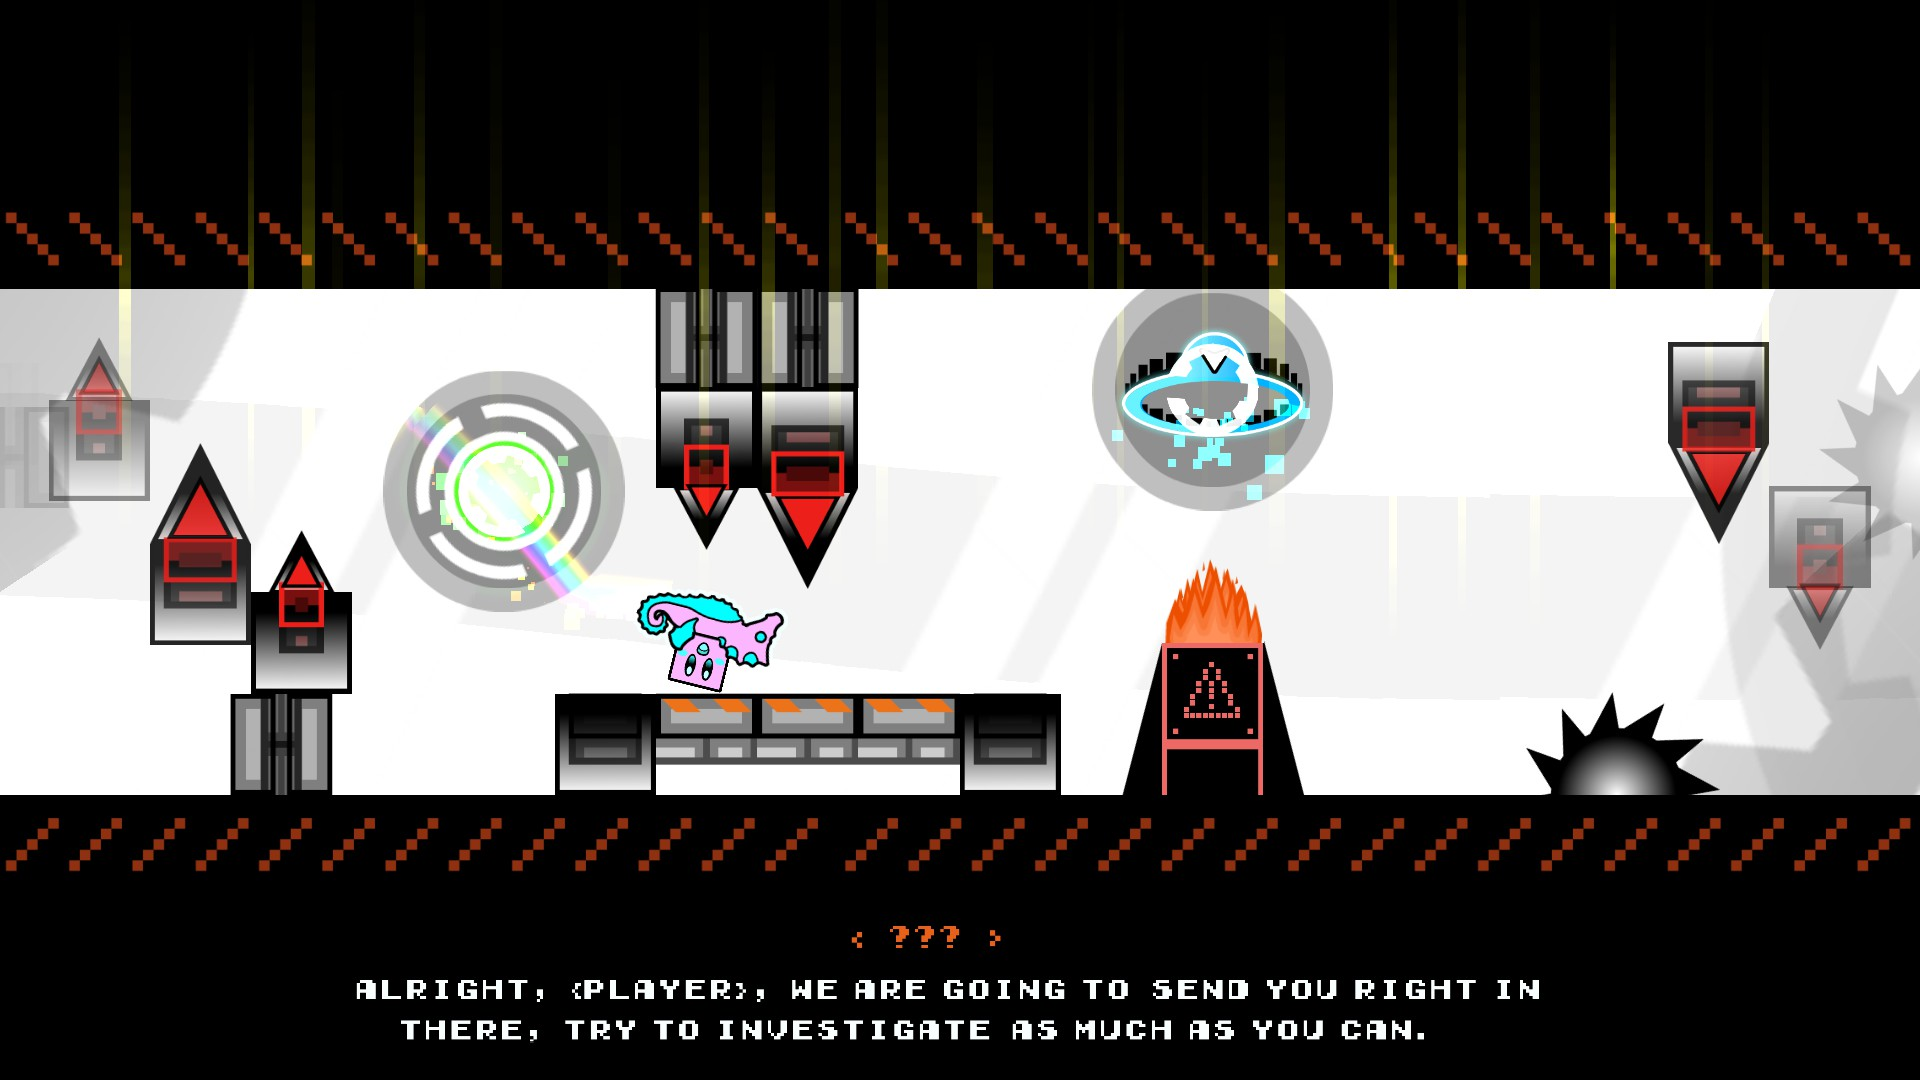 < ??? >
ALRIGHT, <PLAYER>, WE ARE GOING TO SEND YOU RIGHT IN
THERE, TRY TO INVESTIGATE AS MUCH AS YOU CAN.